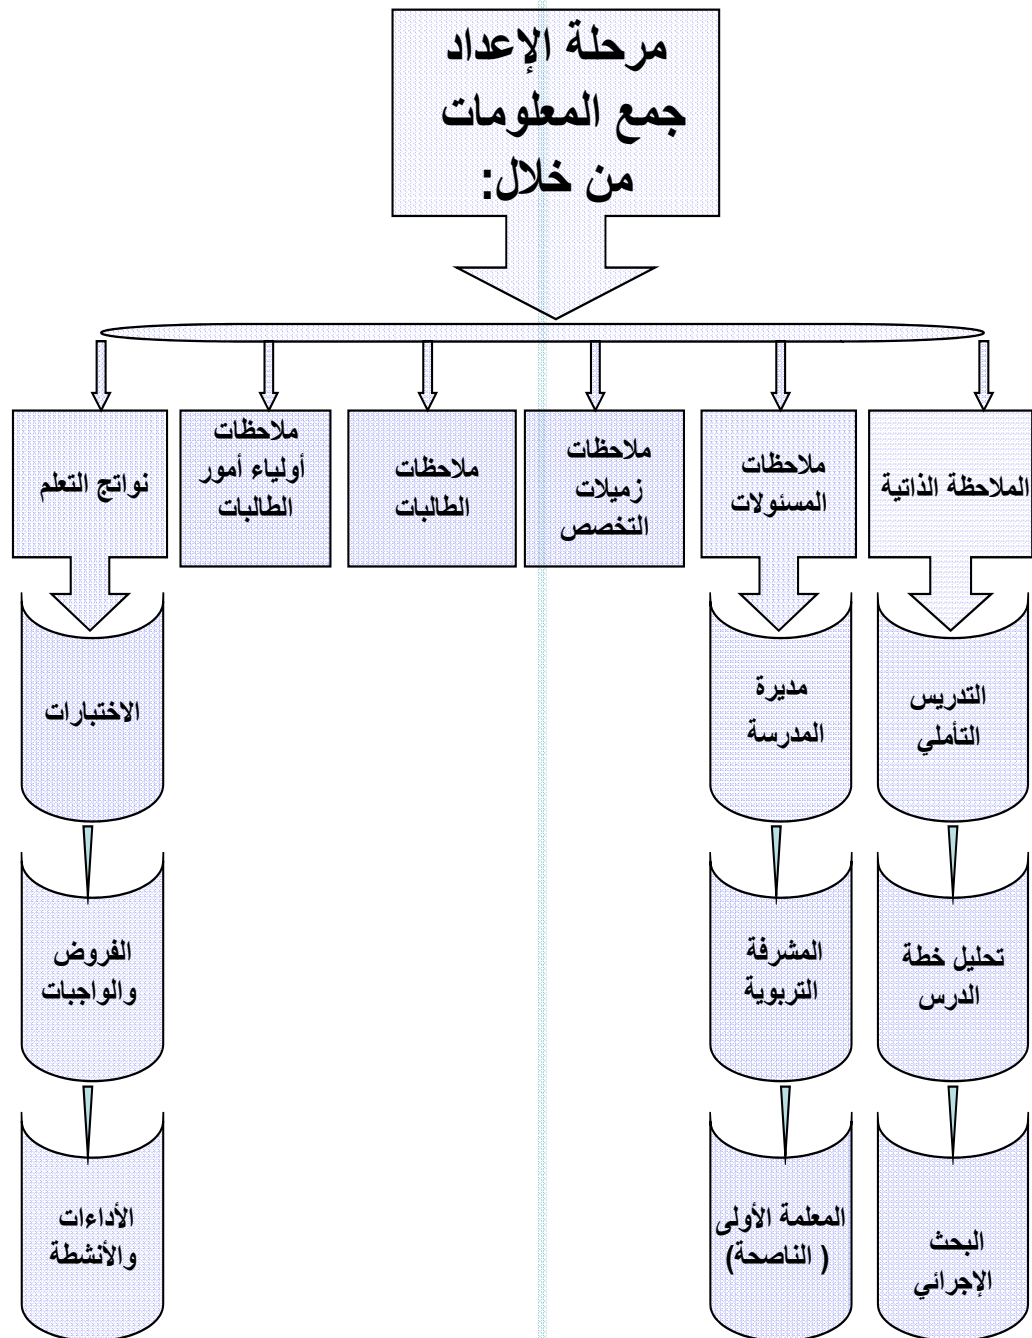 مرحلة الإعداد
جمع المعلومات
من خلال:
الملاحظة الذاتية
ملاحظات
المسئولات
ملاحظات
زميلات
التخصص
ملاحظات
الطالبات
ملاحظات
أولياء أمور
الطالبات
نواتج التعلم
التدريس
التأملي
مديرة
المدرسة
الاختبارات
تحليل خطة
الدرس
المشرفة
التربوية
الفروض
والواجبات
البحث
الإجرائي
المعلمة الأولى
( الناصحة)
الأداءات
والأنشطة